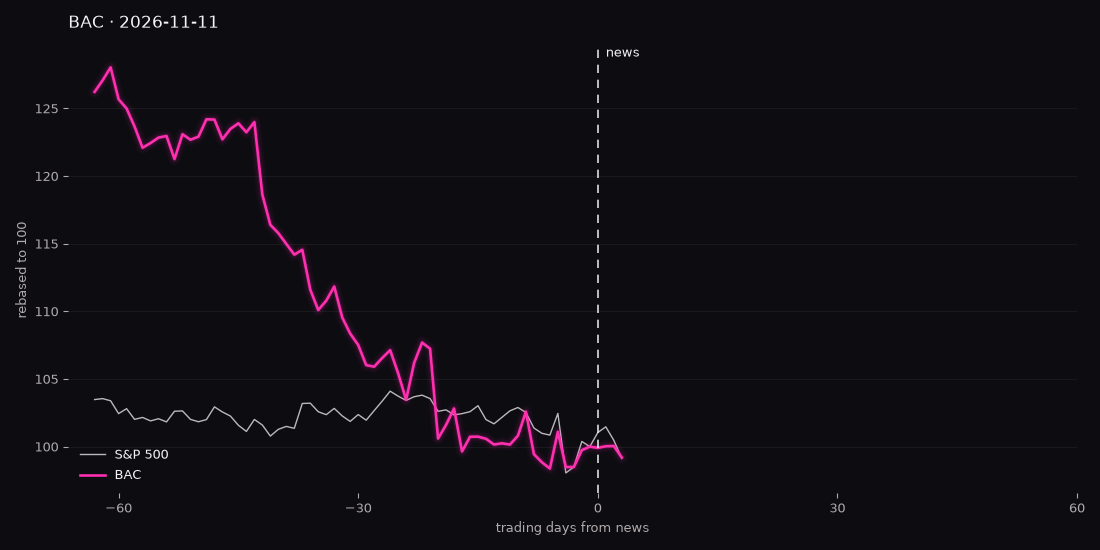 BAC · 2026-11-11
news
rebased to 100
125
120
115
110
105
100
S&P 500
BAC
−60
−30
0
30
60
trading days from news